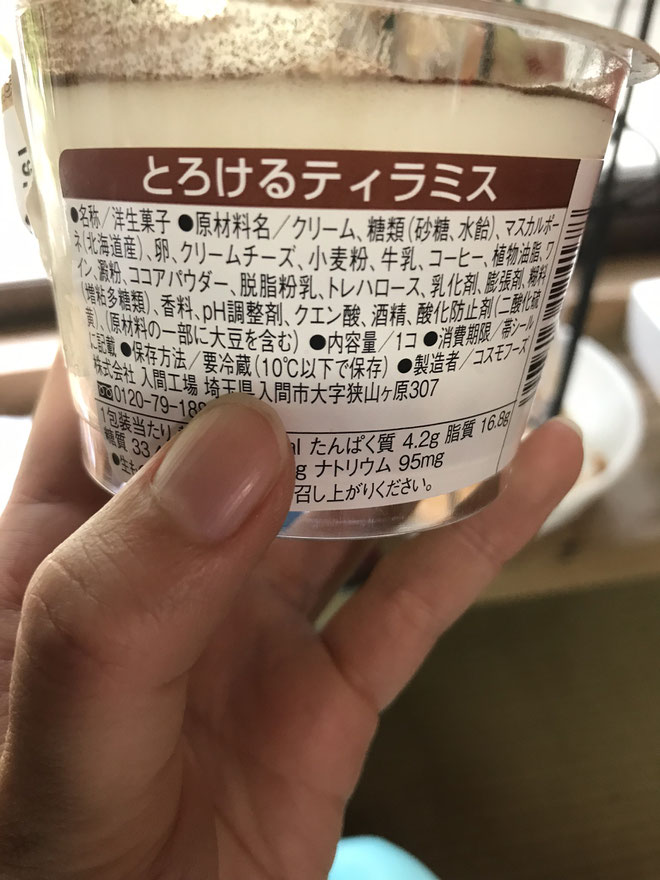 とろけるティラミス
●名称／洋生菓子 ●原材料名／クリーム、糖類(砂糖、水飴)、マスカルポー
ネ(北海道産)、卵、クリームチーズ、小麦粉、牛乳、コーヒー、植物油脂、ワ
イン、澱粉、ココアパウダー、脱脂粉乳、トレハロース、乳化剤、膨張剤、糊料
(増粘多糖類)、香料、pH調整剤、クエン酸、酒精、酸化防止剤(二酸化硫
黄)、(原材料の一部に大豆を含む) ●内容量／1コ ●消費期限／帯シール
に記載 ●保存方法／要冷蔵(10℃以下で保存) ●製造者／コスモフーズ
株式会社 入間工場 埼玉県入間市大字狭山ヶ原307
0120-79-188
1包装当たり たんぱく質 4.2g 脂質 16.8g
糖質 33 g ナトリウム 95mg
召し上がりください。